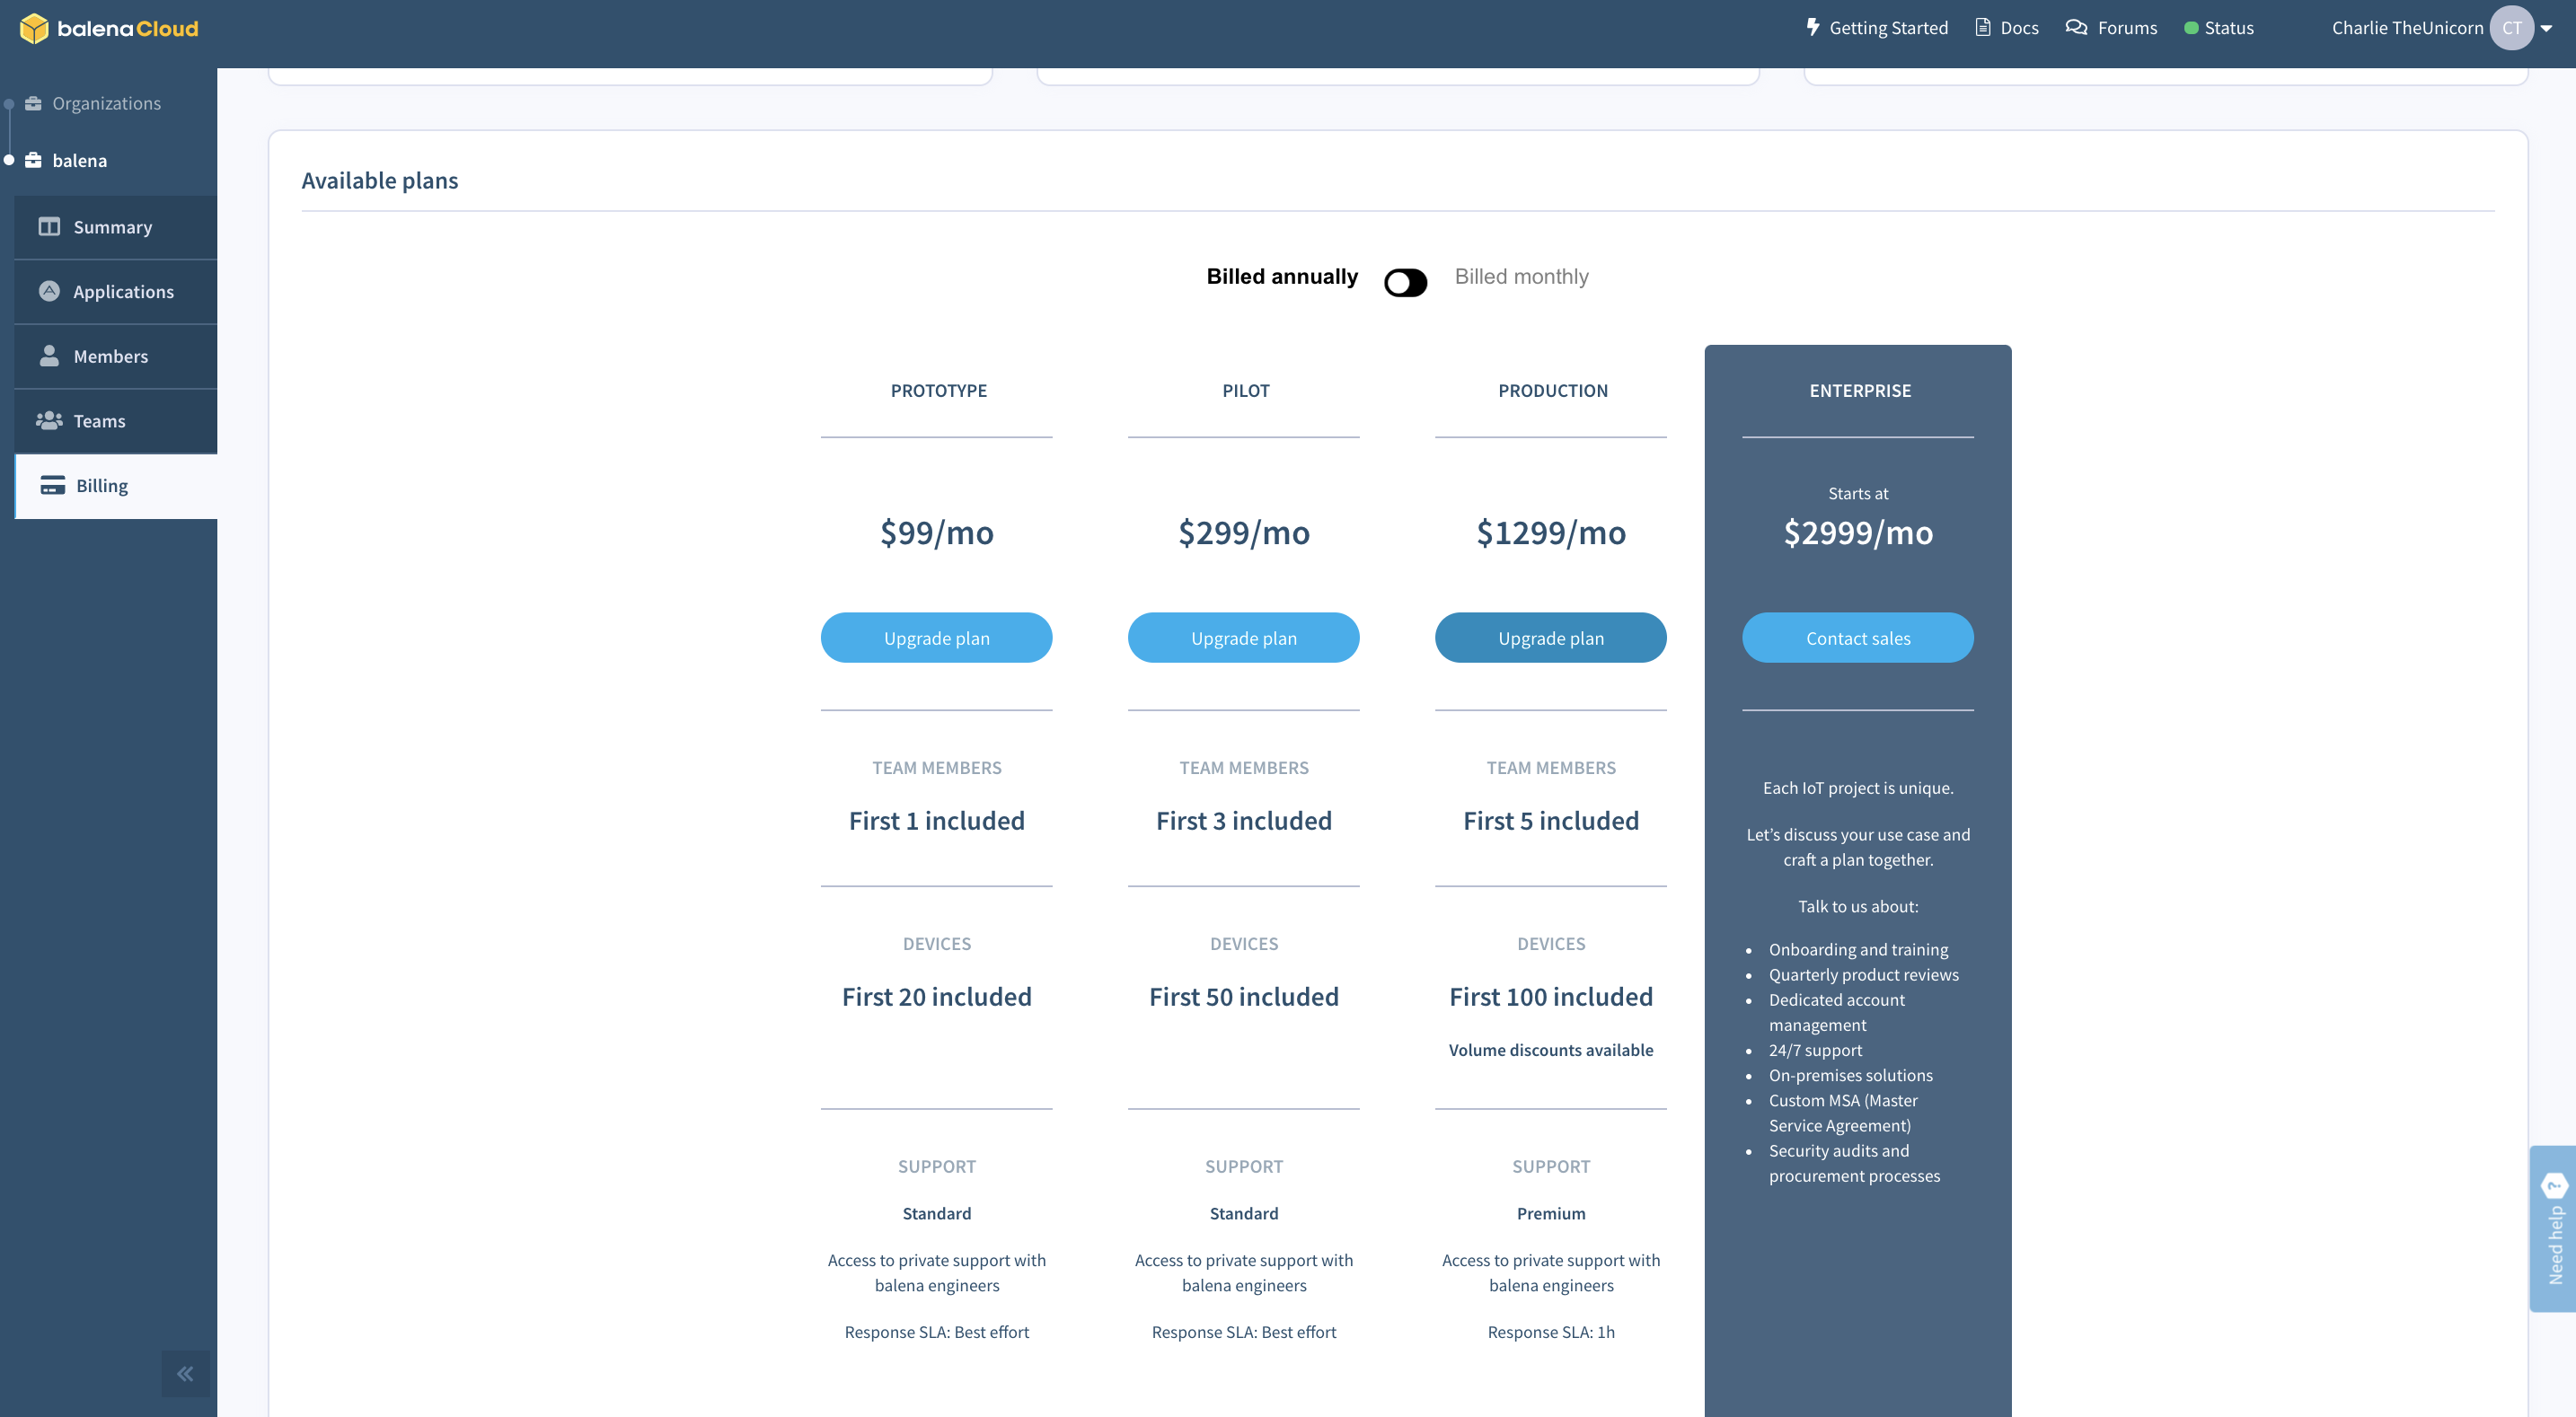 balenaCloud
Getting Started
Docs
Forums
Status
Charlie TheUnicorn
CT
Organizations
balena
Summary
Applications
Members
Teams
Billing
Available plans
Billed annually
Billed monthly
PROTOTYPE
$99/mo
Upgrade plan
TEAM MEMBERS
First 1 included
DEVICES
First 20 included
SUPPORT
Standard
Access to private support with
balena engineers
Response SLA: Best effort
PILOT
$299/mo
Upgrade plan
TEAM MEMBERS
First 3 included
DEVICES
First 50 included
SUPPORT
Standard
Access to private support with
balena engineers
Response SLA: Best effort
PRODUCTION
$1299/mo
Upgrade plan
TEAM MEMBERS
First 5 included
DEVICES
First 100 included
Volume discounts available
SUPPORT
Premium
Access to private support with
balena engineers
Response SLA: 1h
ENTERPRISE
Starts at
$2999/mo
Contact sales
Each IoT project is unique.
Let’s discuss your use case and
craft a plan together.
Talk to us about:
• Onboarding and training
• Quarterly product reviews
• Dedicated account
management
• 24/7 support
• On-premises solutions
• Custom MSA (Master
Service Agreement)
• Security audits and
procurement processes
Need help
?